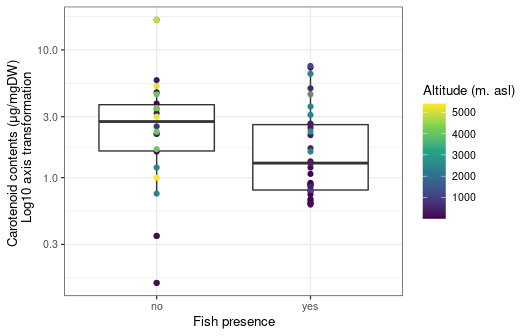 Carotenoid contents (µg/mgDW)
Log10 axis transformation
10.0
3.0
1.0
0.3
no
yes
Fish presence
Altitude (m. asl)
5000
4000
3000
2000
1000